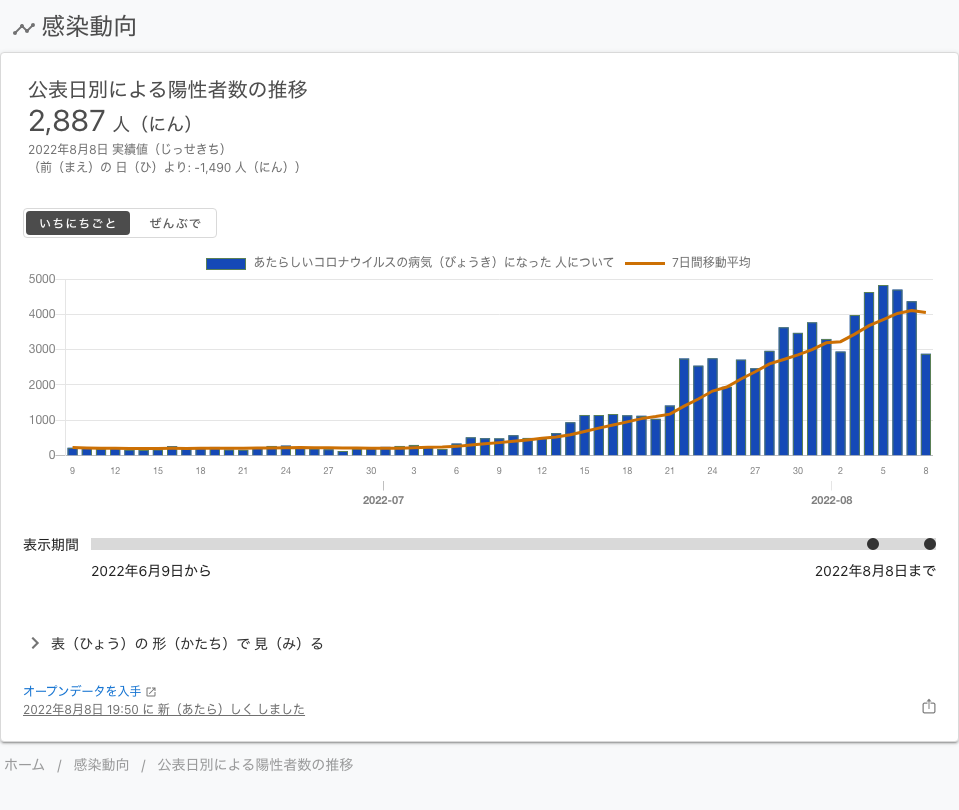 感染動向
公表日別による陽性者数の推移
2,887 人（にん）
2022年8月8日 実績値（じっせきち）
（前（まえ）の 日（ひ）より: -1,490 人（にん））
いちにちごと ぜんぶで
あたらしいコロナウイルスの病気（びょうき）になった 人について 7日間移動平均
5000
4000
3000
2000
1000
0
9 12 15 18 21 24 27 30 3 6 9 12 15 18 21 24 27 30 2 5 8
2022-07 2022-08
表示期間
2022年6月9日から 2022年8月8日まで
表（ひょう）の 形（かたち）で 見（み）る
オープンデータを入手
2022年8月8日 19:50 に 新（あたら）しく しました
ホーム / 感染動向 / 公表日別による陽性者数の推移